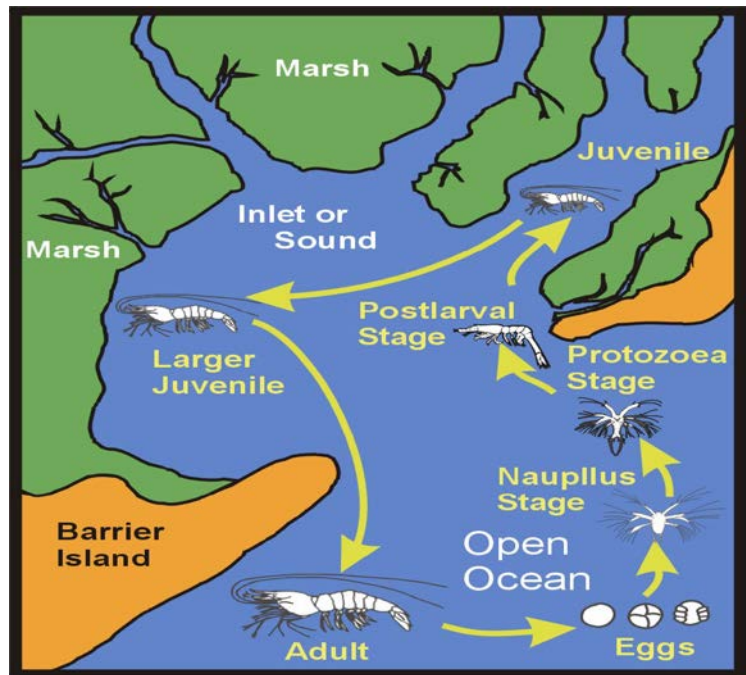 Marsh
Juvenile
Inlet or
Sound
Marsh
Postlarval
Stage
Larger
Juvenile
Protozoea
Stage
Naupllus
Stage
Barrier
Island
Open
Ocean
Adult
Eggs